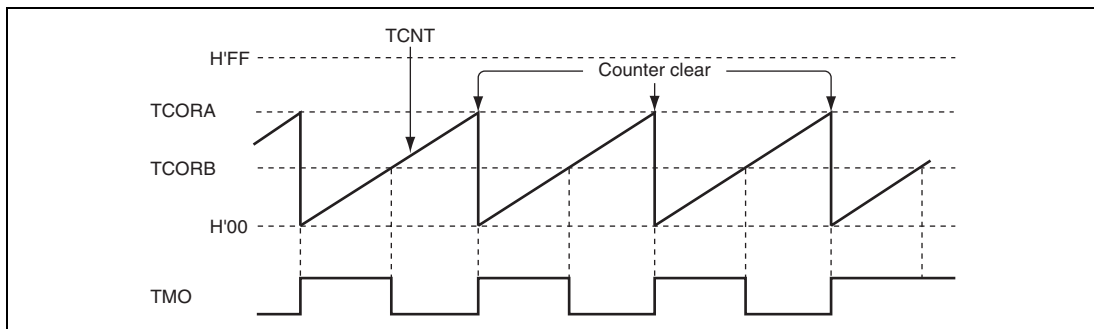 TCNT
H'FF
Counter clear
TCORA
TCORB
H'00
TMO